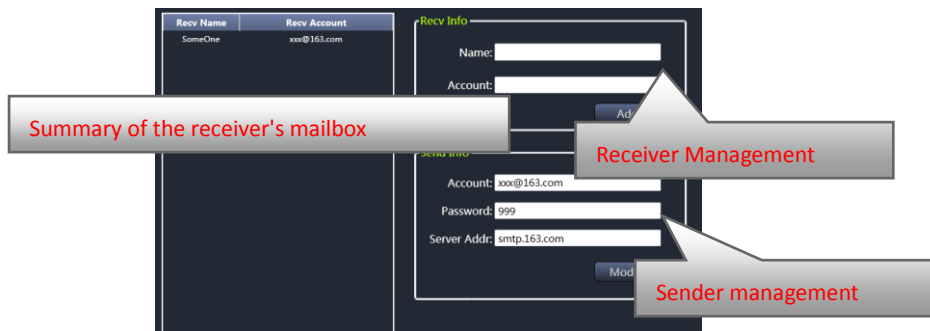 Recv Name Recv Account
SomeOne xxx@163.com
Recv Info
Name:
Account:
Summary of the receiver's mailbox
Receiver Management
Send Info
Account: xxx@163.com
Password: 999
Server Addr: smtp.163.com
Sender management